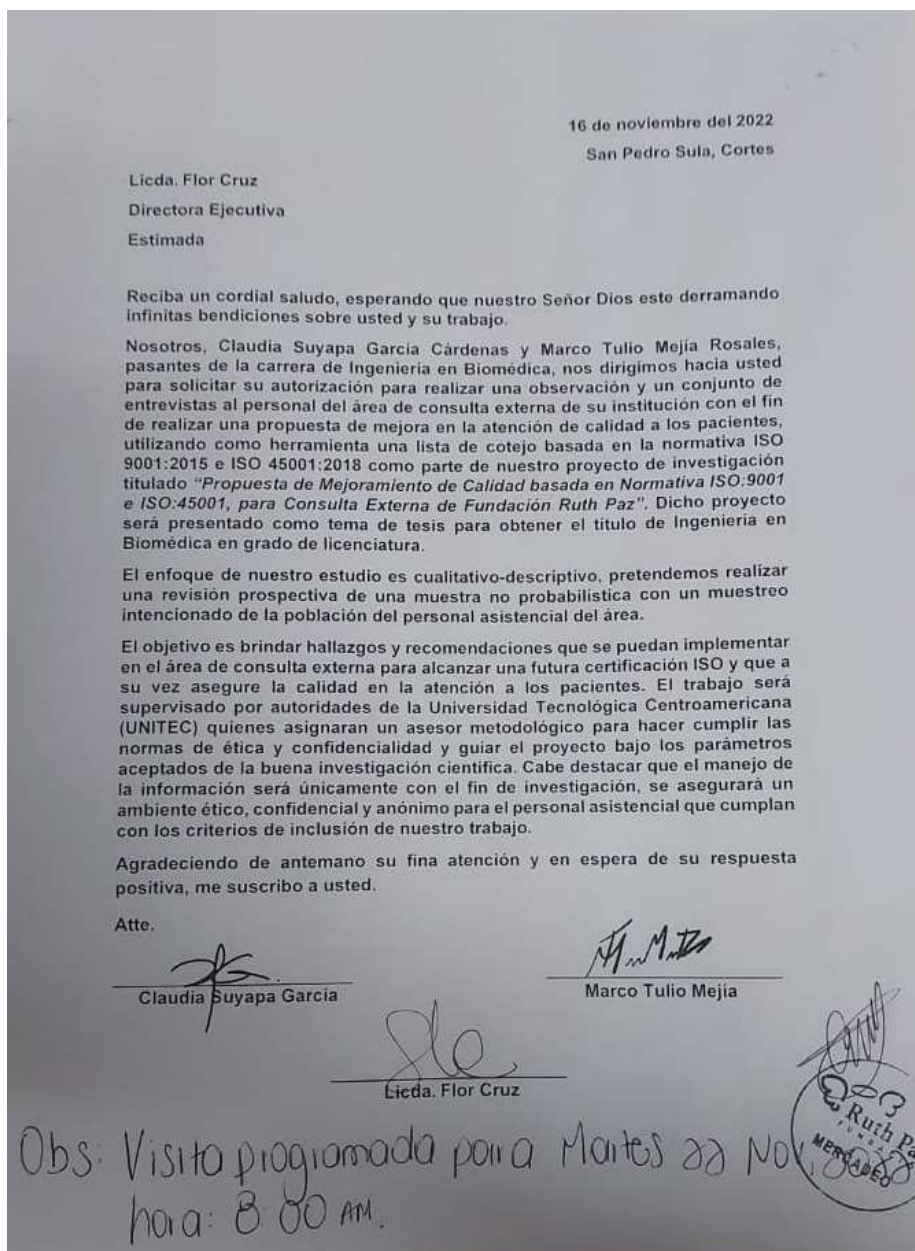 16 de noviembre del 2022
San Pedro Sula, Cortes
Licda. Flor Cruz
Directora Ejecutiva
Estimada
Reciba un cordial saludo, esperando que nuestro Señor Dios este derramando
infinitas bendiciones sobre usted y su trabajo.
Nosotros, Claudia Suyapa García Cárdenas y Marco Tulio Mejía Rosales,
pasantes de la carrera de Ingeniería en Biomédica, nos dirigimos hacia usted
para solicitar su autorización para realizar una observación y un conjunto de
entrevistas al personal del área de consulta externa de su institución con el fin
de realizar una propuesta de mejora en la atención de calidad a los pacientes,
utilizando como herramienta una lista de cotejo basada en la normativa ISO
9001:2015 e ISO 45001:2018 como parte de nuestro proyecto de investigación
titulado “Propuesta de Mejoramiento de Calidad basada en Normativa ISO:9001
e ISO:45001, para Consulta Externa de Fundación Ruth Paz”. Dicho proyecto
será presentado como tema de tesis para obtener el título de Ingeniería en
Biomédica en grado de licenciatura.
El enfoque de nuestro estudio es cualitativo-descriptivo, pretendemos realizar
una revisión prospectiva de una muestra no probabilística con un muestreo
intencionado de la población del personal asistencial del área.
El objetivo es brindar hallazgos y recomendaciones que se puedan implementar
en el área de consulta externa para alcanzar una futura certificación ISO y que a
su vez asegure la calidad en la atención a los pacientes. El trabajo será
supervisado por autoridades de la Universidad Tecnológica Centroamericana
(UNITEC) quienes asignaran un asesor metodológico para hacer cumplir las
normas de ética y confidencialidad y guiar el proyecto bajo los parámetros
aceptados de la buena investigación científica. Cabe destacar que el manejo de
la información será únicamente con el fin de investigación, se asegurará un
ambiente ético, confidencial y anónimo para el personal asistencial que cumplan
con los criterios de inclusión de nuestro trabajo.
Agradeciendo de antemano su fina atención y en espera de su respuesta
positiva, me suscribo a usted.
Atte.
Claudia Suyapa García
Marco Tulio Mejía
Licda. Flor Cruz
Ruth
MERCADEO
Obs: Visita programada para Martes 22 Nov, 2022
hora: 8:00 AM.